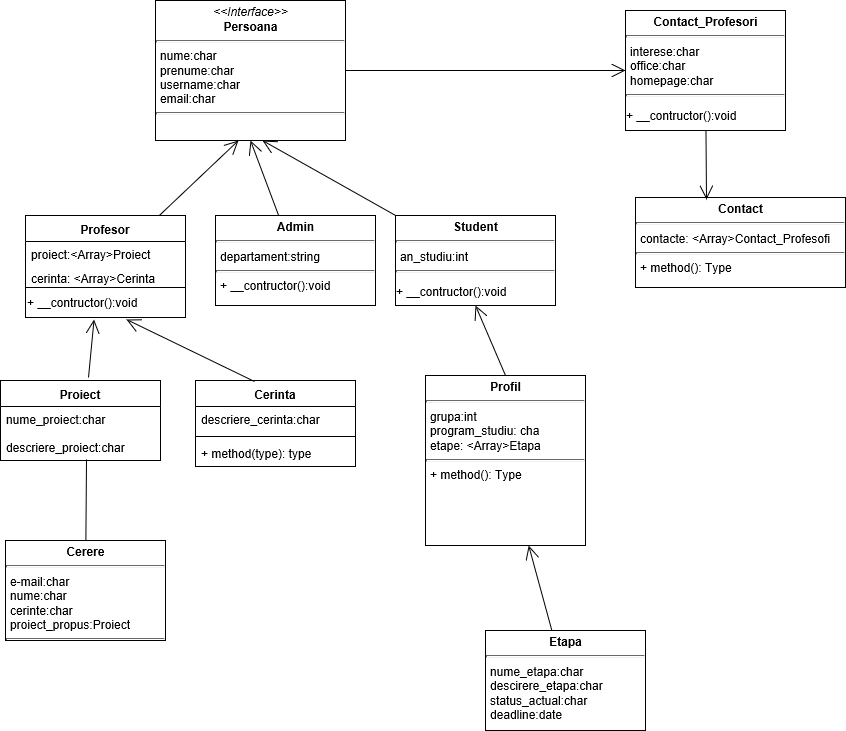 <<Interface>>
Persoana
nume:char
prenume:char
username:char
email:char
Contact_Profesori
interese:char
office:char
homepage:char
+ __contructor():void
Contact
contacte: <Array>Contact_Profesofi
+ method(): Type
Profesor
proiect:<Array>Proiect
cerinta: <Array>Cerinta
+ __contructor():void
Admin
departament:string
+ __contructor():void
Student
an_studiu:int
+ __contructor():void
Proiect
nume_proiect:char
descriere_proiect:char
Cerinta
descriere_cerinta:char
+ method(type): type
Profil
grupa:int
program_studiu: cha
etape: <Array>Etapa
+ method(): Type
Cerere
e-mail:char
nume:char
cerinte:char
proiect_propus:Proiect
Etapa
nume_etapa:char
descirere_etapa:char
status_actual:char
deadline:date